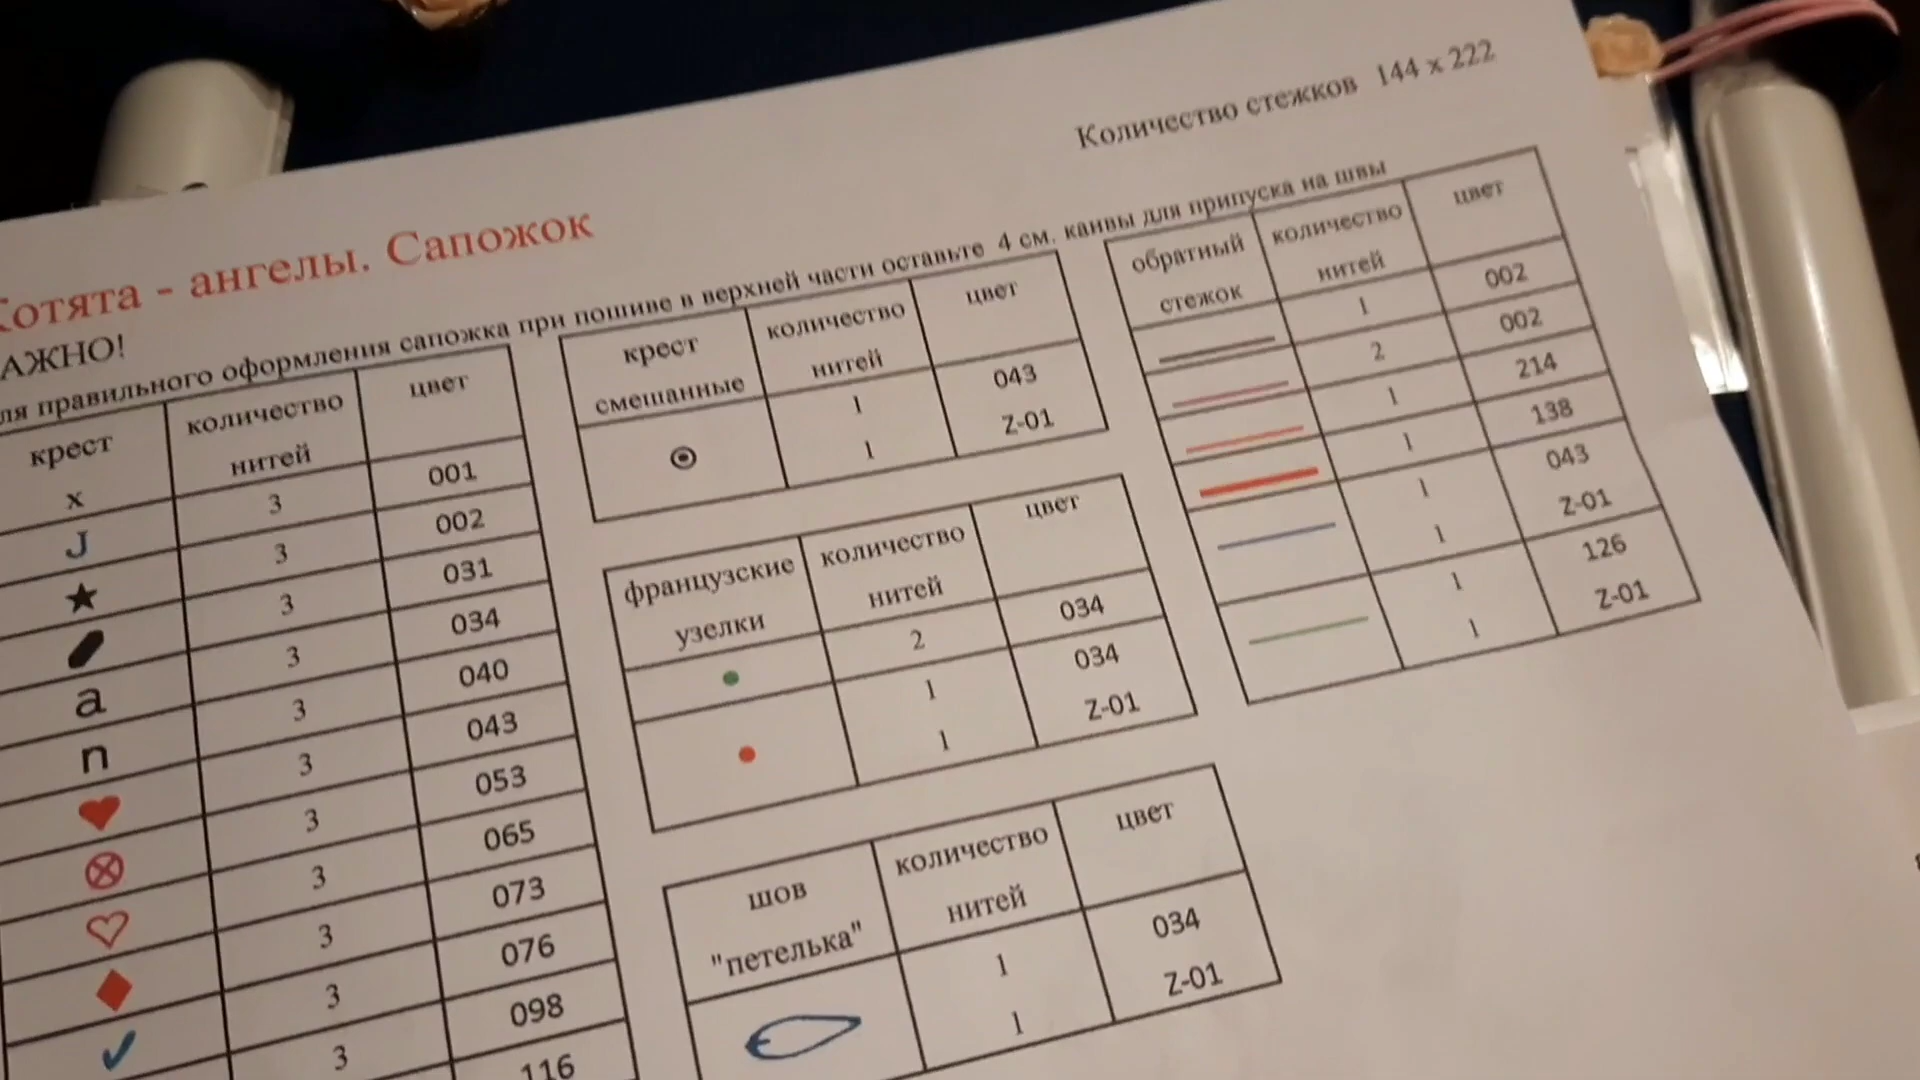 Количество стежков 144 x 222
Котята - ангелы. Сапожок
АЖНО!
ля правильного оформления сапожка при пошиве в верхней части оставьте 4 см. канвы для припуска на швы
крест количество нитей цвет
x 3 001
J 3 002
3 031
3 034
a 3 040
n 3 043
3 053
3 065
3 073
3 076
3 098
116
крест смешанные количество нитей цвет
1 043
1 Z-01
французские узелки количество нитей цвет
2 034
1 034
1 Z-01
шов "петелька" количество нитей цвет
1 034
1 Z-01
обратный стежок количество нитей цвет
1 002
2 002
1 214
1 138
1 043
1 Z-01
1 126
1 Z-01